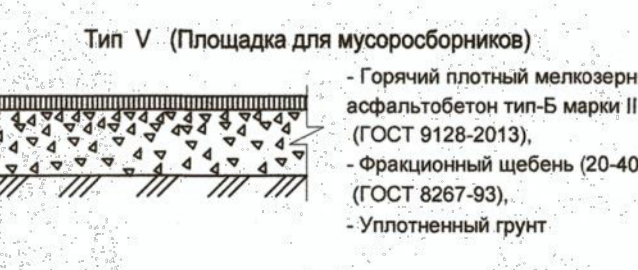 Тип V (Площадка для мусоросборников)
- Горячий плотный мелкозерн
асфальтобетон тип-Б марки II
(ГОСТ 9128-2013),
- Фракционный щебень (20-40
(ГОСТ 8267-93),
- Уплотненный грунт